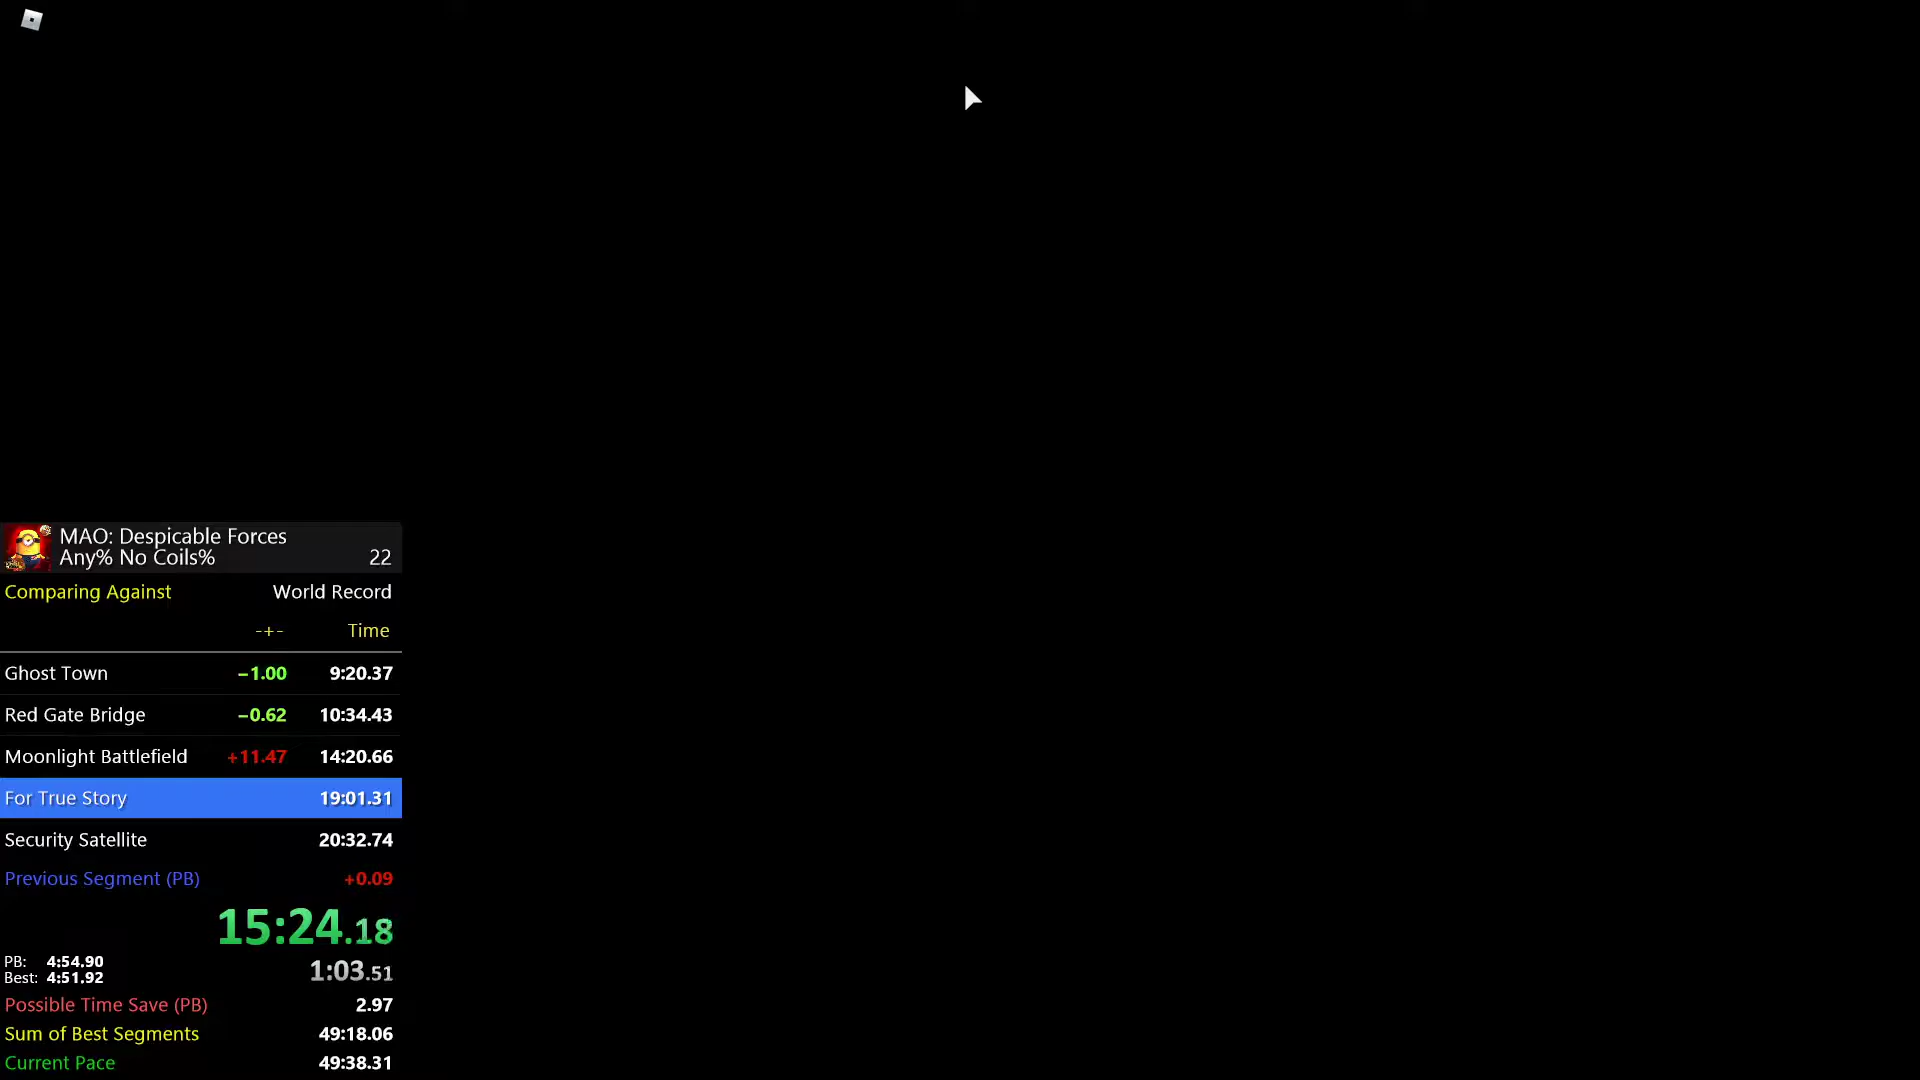 MAO: Despicable Forces
Any% No Coils% 22
Comparing Against World Record
-+- Time
Ghost Town −1.00 9:20.37
Red Gate Bridge −0.62 10:34.43
Moonlight Battlefield +11.47 14:20.66
For True Story 19:01.31
Security Satellite 20:32.74
Previous Segment (PB) +0.09
15:24.18
PB: 4:54.90
Best: 4:51.92
1:03.51
Possible Time Save (PB) 2.97
Sum of Best Segments 49:18.06
Current Pace 49:38.31